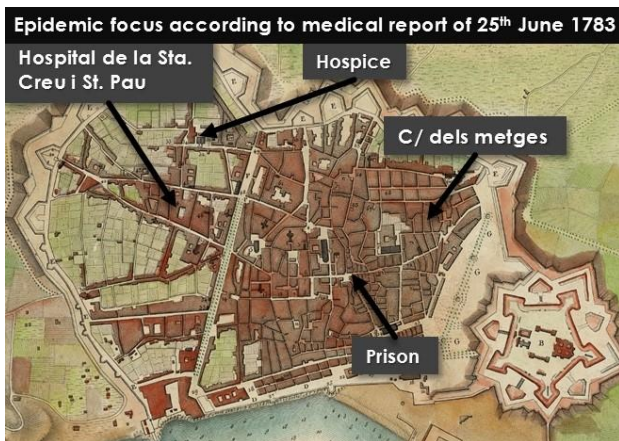 Epidemic focus according to medical report of 25th June 1783
Hospital de la Sta.
Creu i St. Pau
Hospice
C/ dels metges
Prison